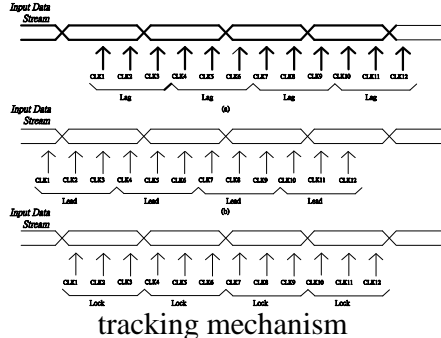 Input Data
Stream
CLK1 CLK2 CLK3 CLK4 CLK5 CLK6 CLK7 CLK8 CLK9 CLK10 CLK11 CLK12
Lag Lag Lag Lag
(a)
Input Data
Stream
CLK1 CLK2 CLK3 CLK4 CLK5 CLK6 CLK7 CLK8 CLK9 CLK10 CLK11 CLK12
Lead Lead Lead Lead
(b)
Input Data
Stream
CLK1 CLK2 CLK3 CLK4 CLK5 CLK6 CLK7 CLK8 CLK9 CLK10 CLK11 CLK12
Lock Lock Lock Lock
tracking mechanism